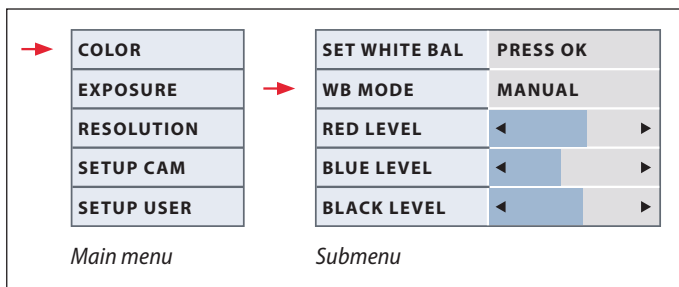 COLOR
EXPOSURE
RESOLUTION
SETUP CAM
SETUP USER
Main menu
SET WHITE BAL PRESS OK
WB MODE MANUAL
RED LEVEL
BLUE LEVEL
BLACK LEVEL
Submenu